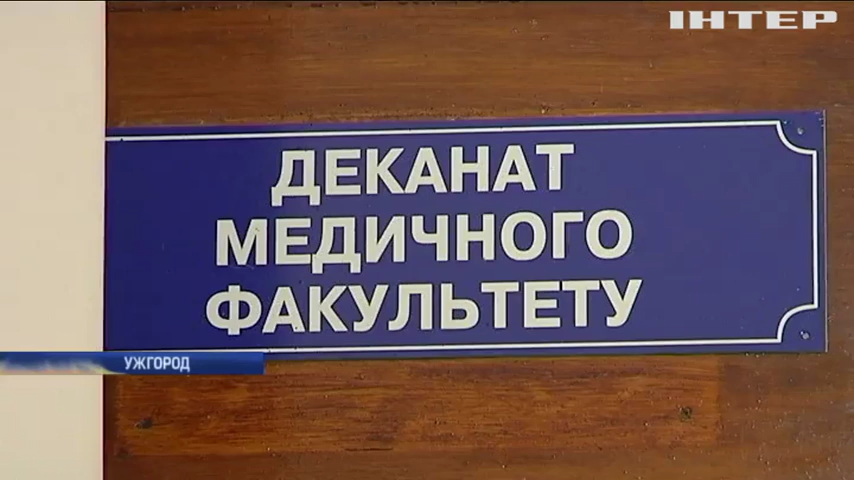 ІНТЕР
ДЕКАНАТ
МЕДИЧНОГО
ФАКУЛЬТЕТУ
УЖГОРОД